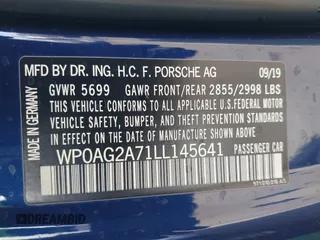 MFD BY DR. ING. H.C. F. PORSCHE AG 09/19
MADE IN GERMANY
GVWR 5699 GAWR FRONT/REAR 2855/2998 LBS
THIS VEHICLE CONFORMS TO ALL APPLICABLE U.S. FEDERAL MOTOR
VEHICLE SAFETY, BUMPER, AND THEFT PREVENTION STANDARDS
IN EFFECT ON THE DATE OF MANUFACTURE SHOWN ABOVE.
WP0AG2A71LL145641 PASSENGER CAR
DREAMBID